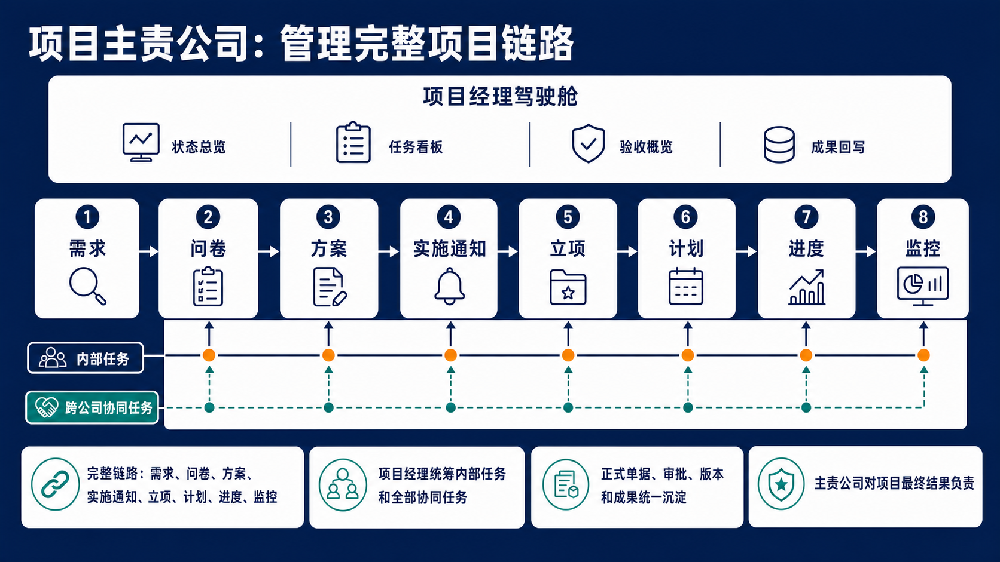 项目主责公司：管理完整项目链路
项目经理驾驶舱
状态总览
任务看板
验收概览
成果回写
1
需求
2
问卷
3
方案
4
实施通知
5
立项
6
计划
7
进度
8
监控
内部任务
跨公司协同任务
完整链路：需求、问卷、方案、
实施通知、立项、计划、进度、监控
项目经理统筹内部任务
和全部协同任务
正式单据、审批、版本
和成果统一沉淀
主责公司对项目最终结果负责